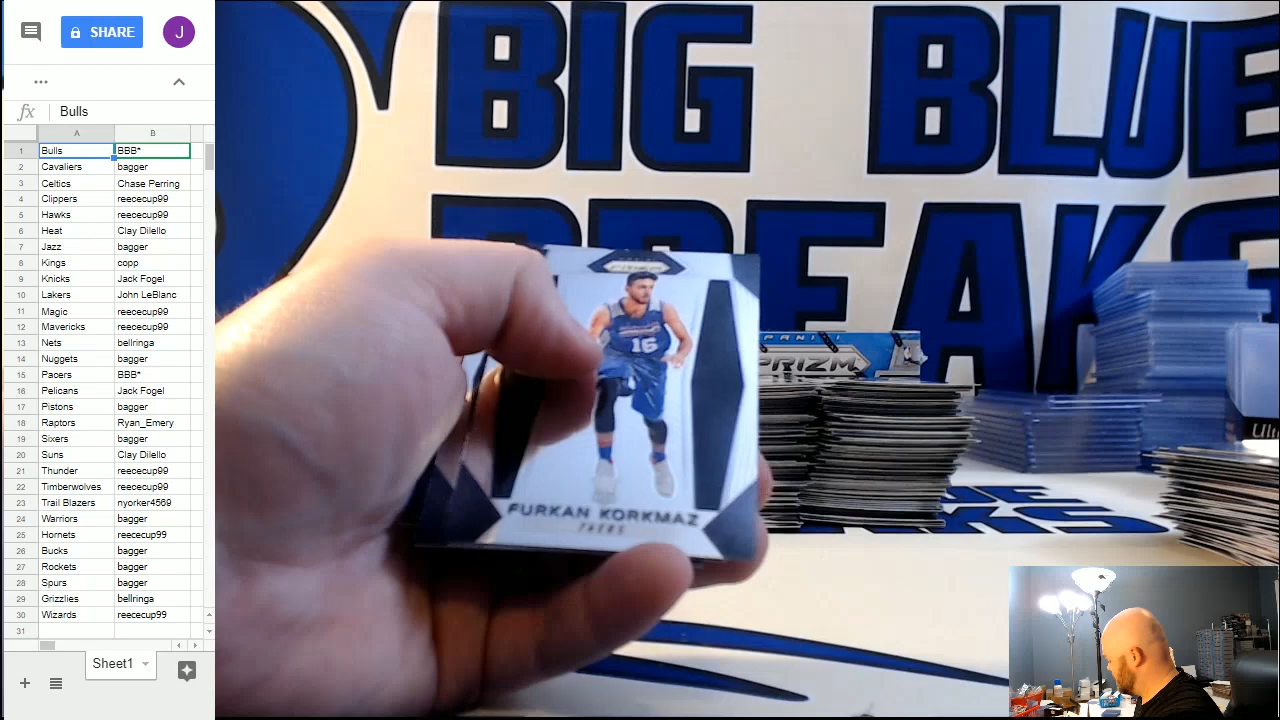 SHARE
J
...
fx Bulls
A B
1 Bulls BBB*
2 Cavaliers bagger
3 Celtics Chase Perring
4 Clippers reececup99
5 Hawks reececup99
6 Heat Clay Dilello
7 Jazz bagger
8 Kings copp
9 Knicks Jack Fogel
10 Lakers John LeBlanc
11 Magic reececup99
12 Mavericks reececup99
13 Nets bellringa
14 Nuggets bagger
15 Pacers BBB*
16 Pelicans Jack Fogel
17 Pistons bagger
18 Raptors Ryan_Emery
19 Sixers bagger
20 Suns Clay Dilello
21 Thunder reececup99
22 Timberwolves reececup99
23 Trail Blazers nyorker4569
24 Warriors bagger
25 Hornets reececup99
26 Bucks bagger
27 Rockets bagger
28 Spurs bagger
29 Grizzlies bellringa
30 Wizards reececup99
31
Sheet1
BIG BLUE
BREAKS
PRIZM
16
FURKAN KORKMAZ
76ERS
PANINI
PRIZM
Ult